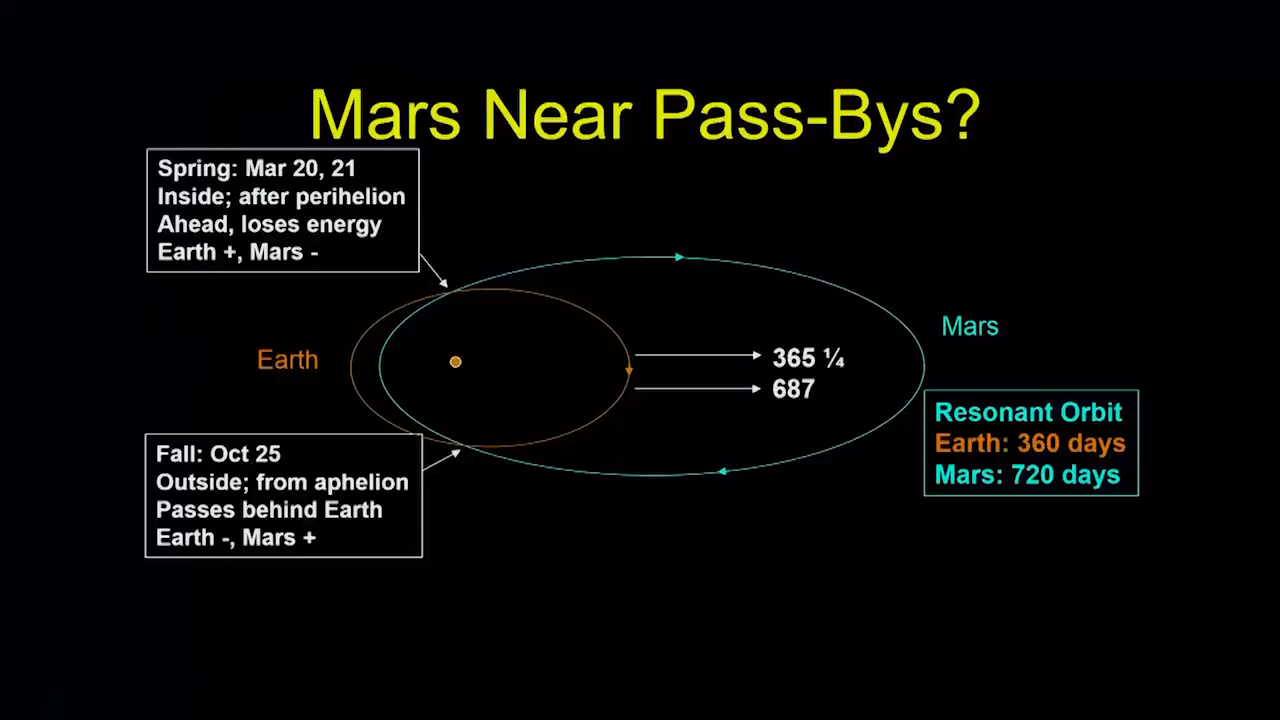 Mars Near Pass-Bys?
Spring: Mar 20, 21
Inside; after perihelion
Ahead, loses energy
Earth +, Mars -
Earth
Mars
365 ¼
687
Resonant Orbit
Earth: 360 days
Mars: 720 days
Fall: Oct 25
Outside; from aphelion
Passes behind Earth
Earth -, Mars +